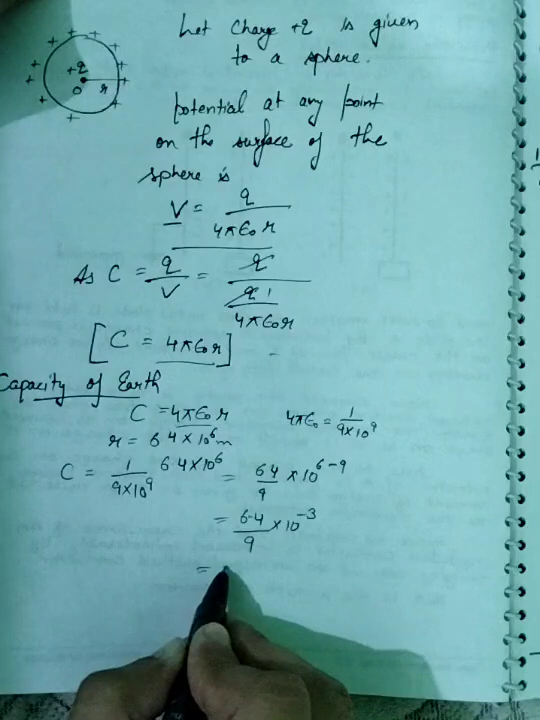 Let charge +q is given
to a sphere.
+ + + + + + + + + +
+q
O r
potential at any point
on the surface of the
sphere is
V = q / 4πε₀r
As C = q/V = q / (q 1 / 4πε₀r)
[C = 4πε₀r]
Capacity of Earth
C = 4πε₀r 4πε₀ = 1 / 9×10⁹
r = 6.4×10⁶m
C = 1 / 9×10⁹ 6.4×10⁶ = 6.4 / 9 ×10⁶⁻⁹
= 6.4 / 9 ×10⁻³
=